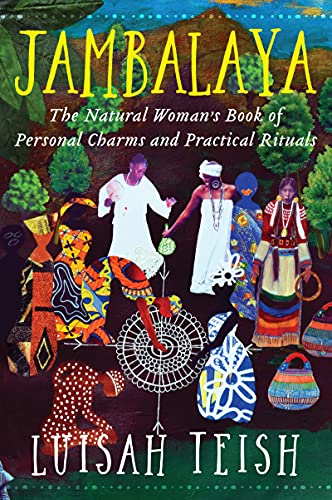 JAMBALAYA
The Natural Woman's Book of
Personal Charms and Practical Rituals
LUISAH TEISH